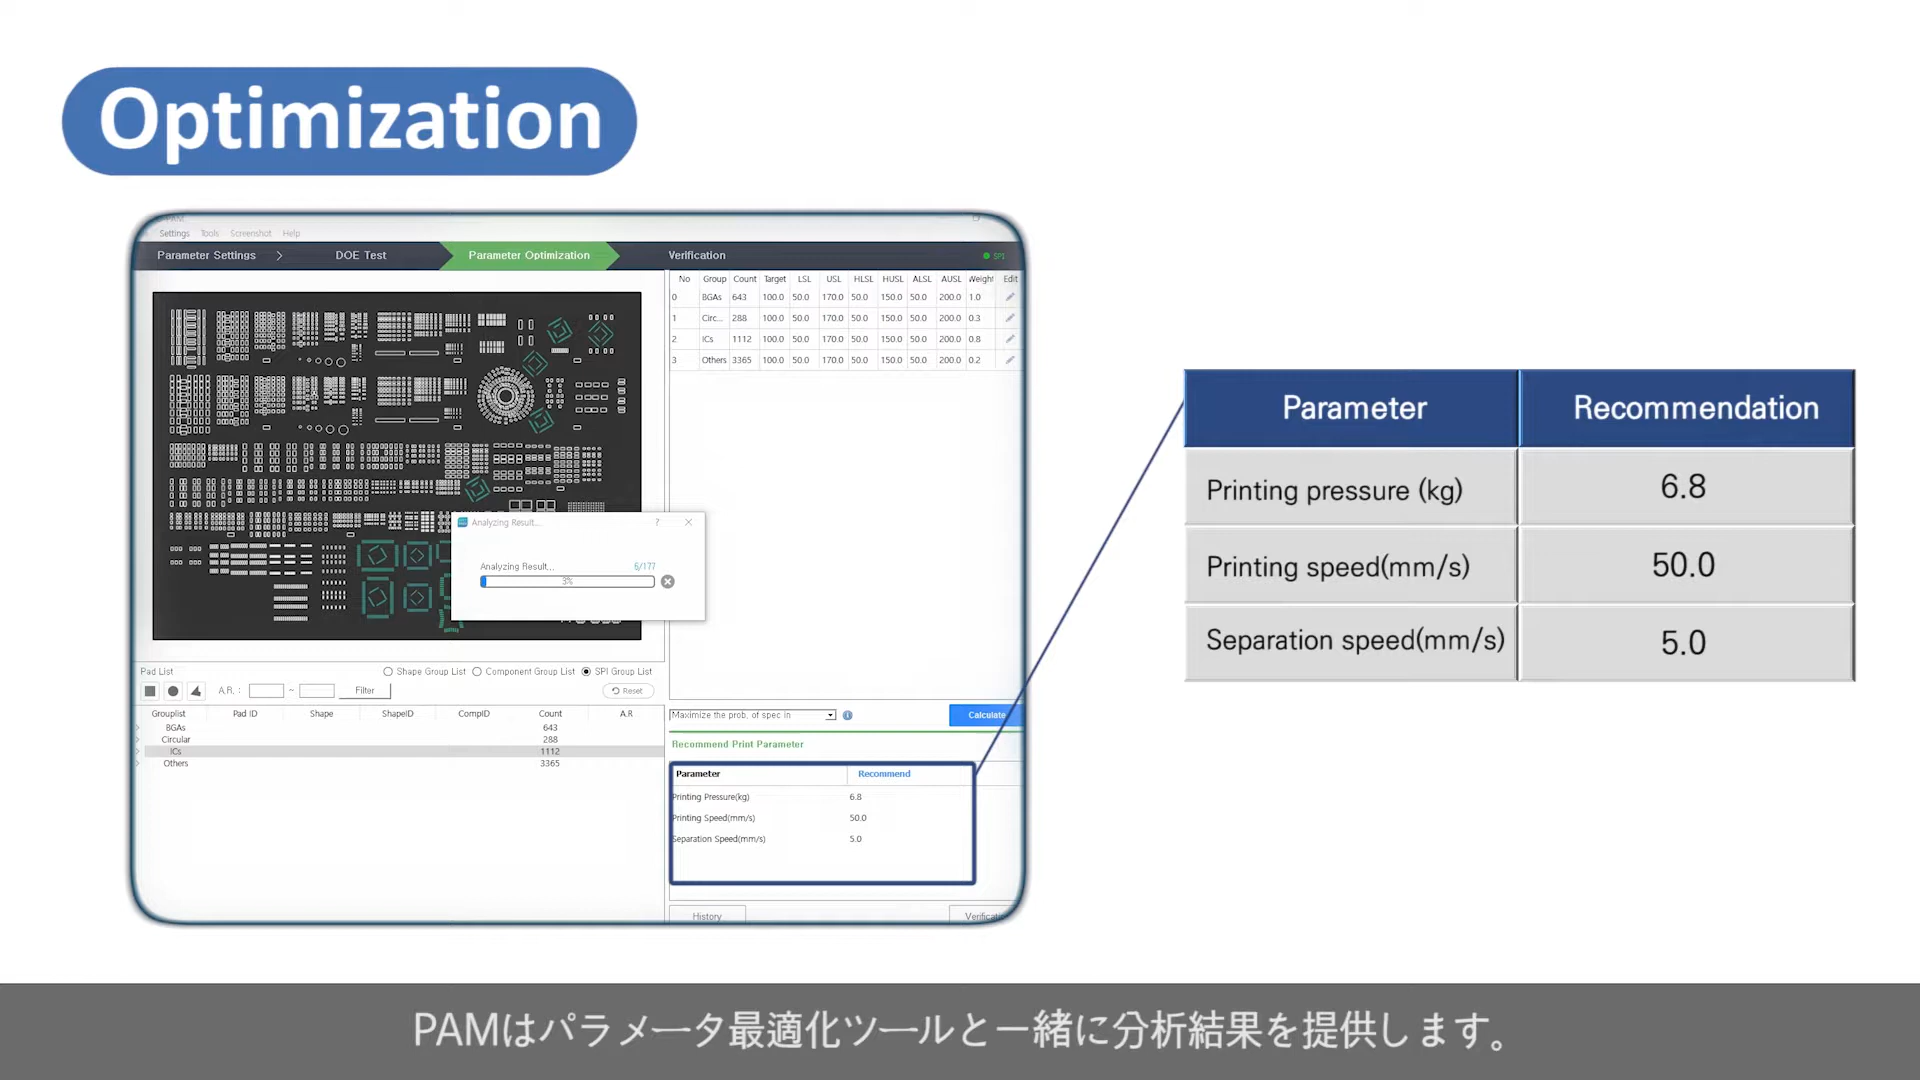 Optimization
PAM
Settings Tools Screenshot Help
Parameter Settings DOE Test Parameter Optimization Verification SPI
No Group Count Target LSL USL HLSL HUSL ALSL AUSL Weight Edit
0 BGAs 643 100.0 50.0 170.0 50.0 150.0 50.0 200.0 1.0
1 Circ... 288 100.0 50.0 170.0 50.0 150.0 50.0 200.0 0.3
2 ICs 1112 100.0 50.0 170.0 50.0 150.0 50.0 200.0 0.8
3 Others 3365 100.0 50.0 170.0 50.0 150.0 50.0 200.0 0.2
Analyzing Result...
Analyzing Result... 6/177
3%
Pad List Shape Group List Component Group List SPI Group List
A.R. : ~ Filter Reset
Grouplist Pad ID Shape ShapeID CompID Count A.R
BGAs 643
Circular 288
ICs 1112
Others 3365
Maximize the prob. of spec in Calculate
Recommend Print Parameter
Parameter Recommend
Printing Pressure(kg) 6.8
Printing Speed(mm/s) 50.0
Separation Speed(mm/s) 5.0
History
Parameter Recommendation
Printing pressure (kg) 6.8
Printing speed(mm/s) 50.0
Separation speed(mm/s) 5.0
PAMはパラメータ最適化ツールと一緒に分析結果を提供します。